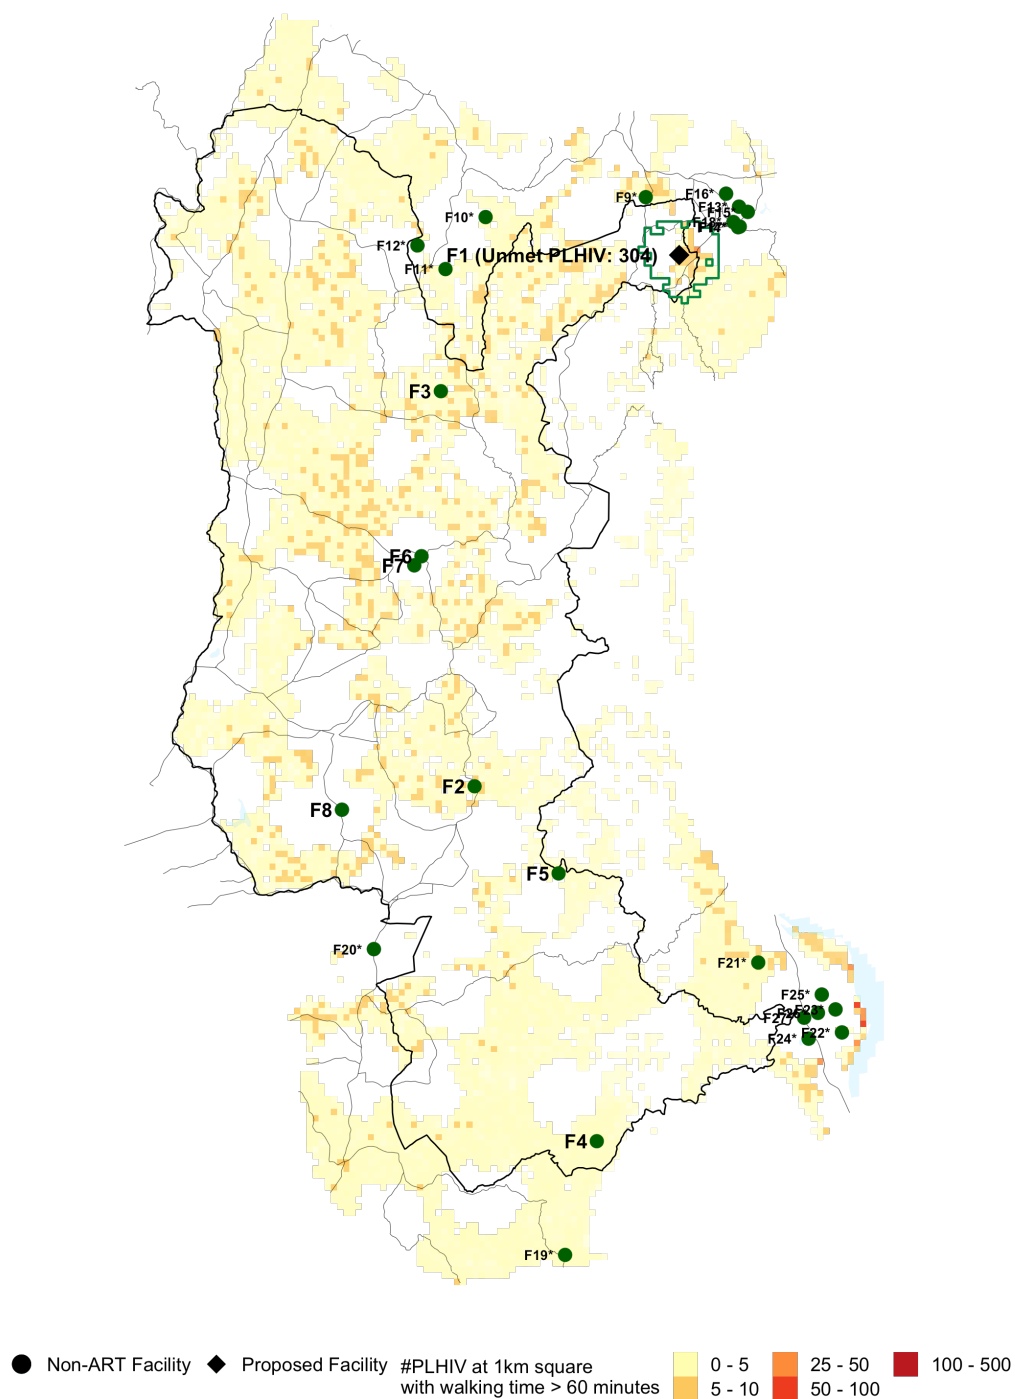 F16*
F9*
F13*
F15*
F10*
F18*
F14*
F12*
F1 (Unmet PLHIV: 304)
F11*
F3
F6
F7
F2
F8
F5
F20*
F21*
F25*
F23*
F27*
F22*
F24*
F4
F19*
Non-ART Facility
Proposed Facility
#PLHIV at 1km square
with walking time > 60 minutes
0 - 5
5 - 10
25 - 50
50 - 100
100 - 500